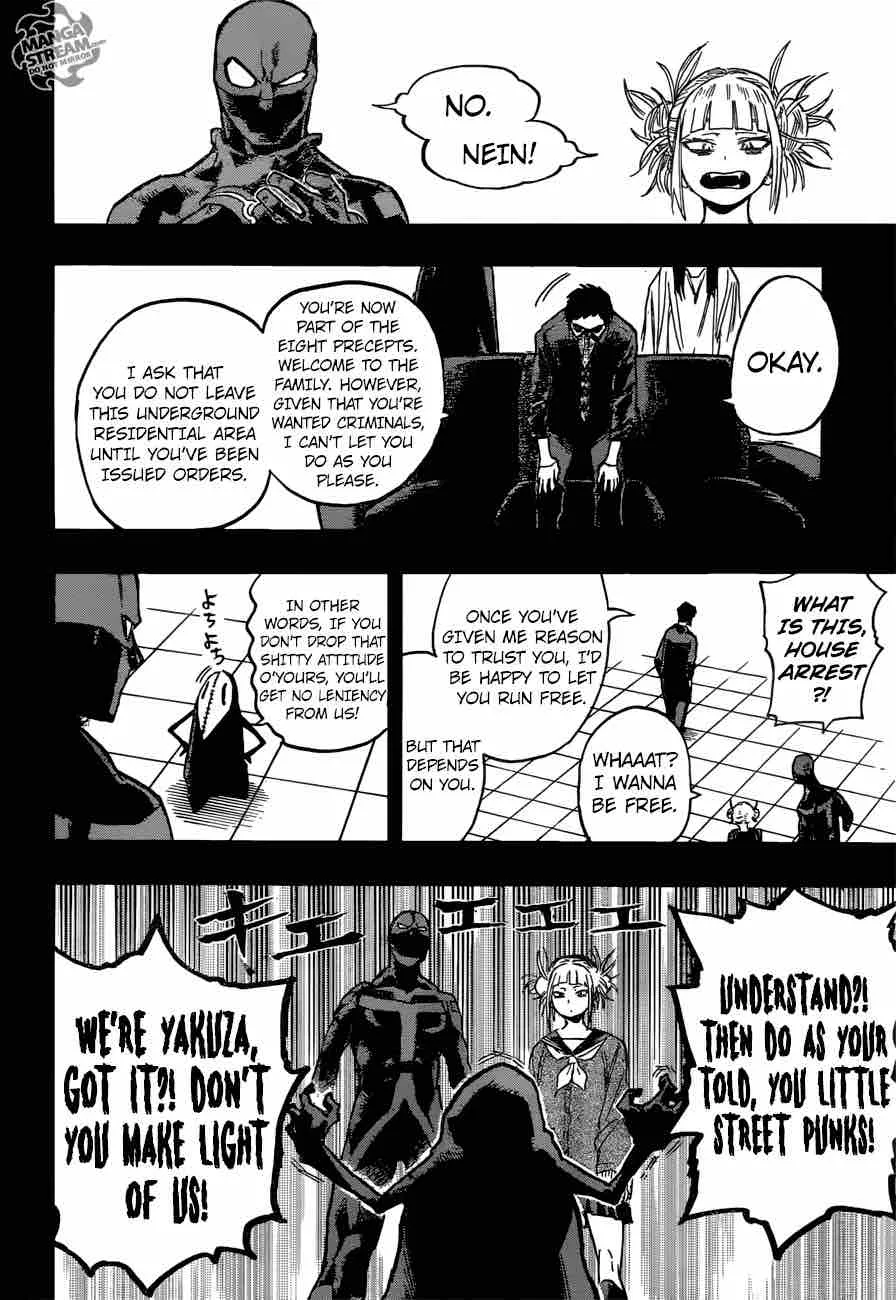 MANGA
STREAM.com
DO NOT MIRROR
NO.
NEIN!
OKAY.
YOU'RE NOW
PART OF THE
EIGHT PRECEPTS.
WELCOME TO THE
FAMILY. HOWEVER,
GIVEN THAT YOU'RE
WANTED CRIMINALS,
I CAN'T LET YOU
DO AS YOU
PLEASE.
I ASK THAT
YOU DO NOT LEAVE
THIS UNDERGROUND
RESIDENTIAL AREA
UNTIL YOU'VE BEEN
ISSUED ORDERS.
WHAT
IS THIS,
HOUSE
ARREST
?!
WHAAAT?
I WANNA
BE FREE.
ONCE YOU'VE
GIVEN ME REASON
TO TRUST YOU, I'D
BE HAPPY TO LET
YOU RUN FREE.
BUT THAT
DEPENDS
ON YOU.
IN OTHER
WORDS, IF YOU
DON'T DROP THAT
SHITTY ATTITUDE
O'YOURS, YOU'LL
GET NO LENIENCY
FROM US!
よちよち
キエエエエ
UNDERSTAND?!
THEN DO AS YOUR
TOLD, YOU LITTLE
STREET PUNKS!
WE'RE YAKUZA,
GOT IT?! DON'T
YOU MAKE LIGHT
OF US!